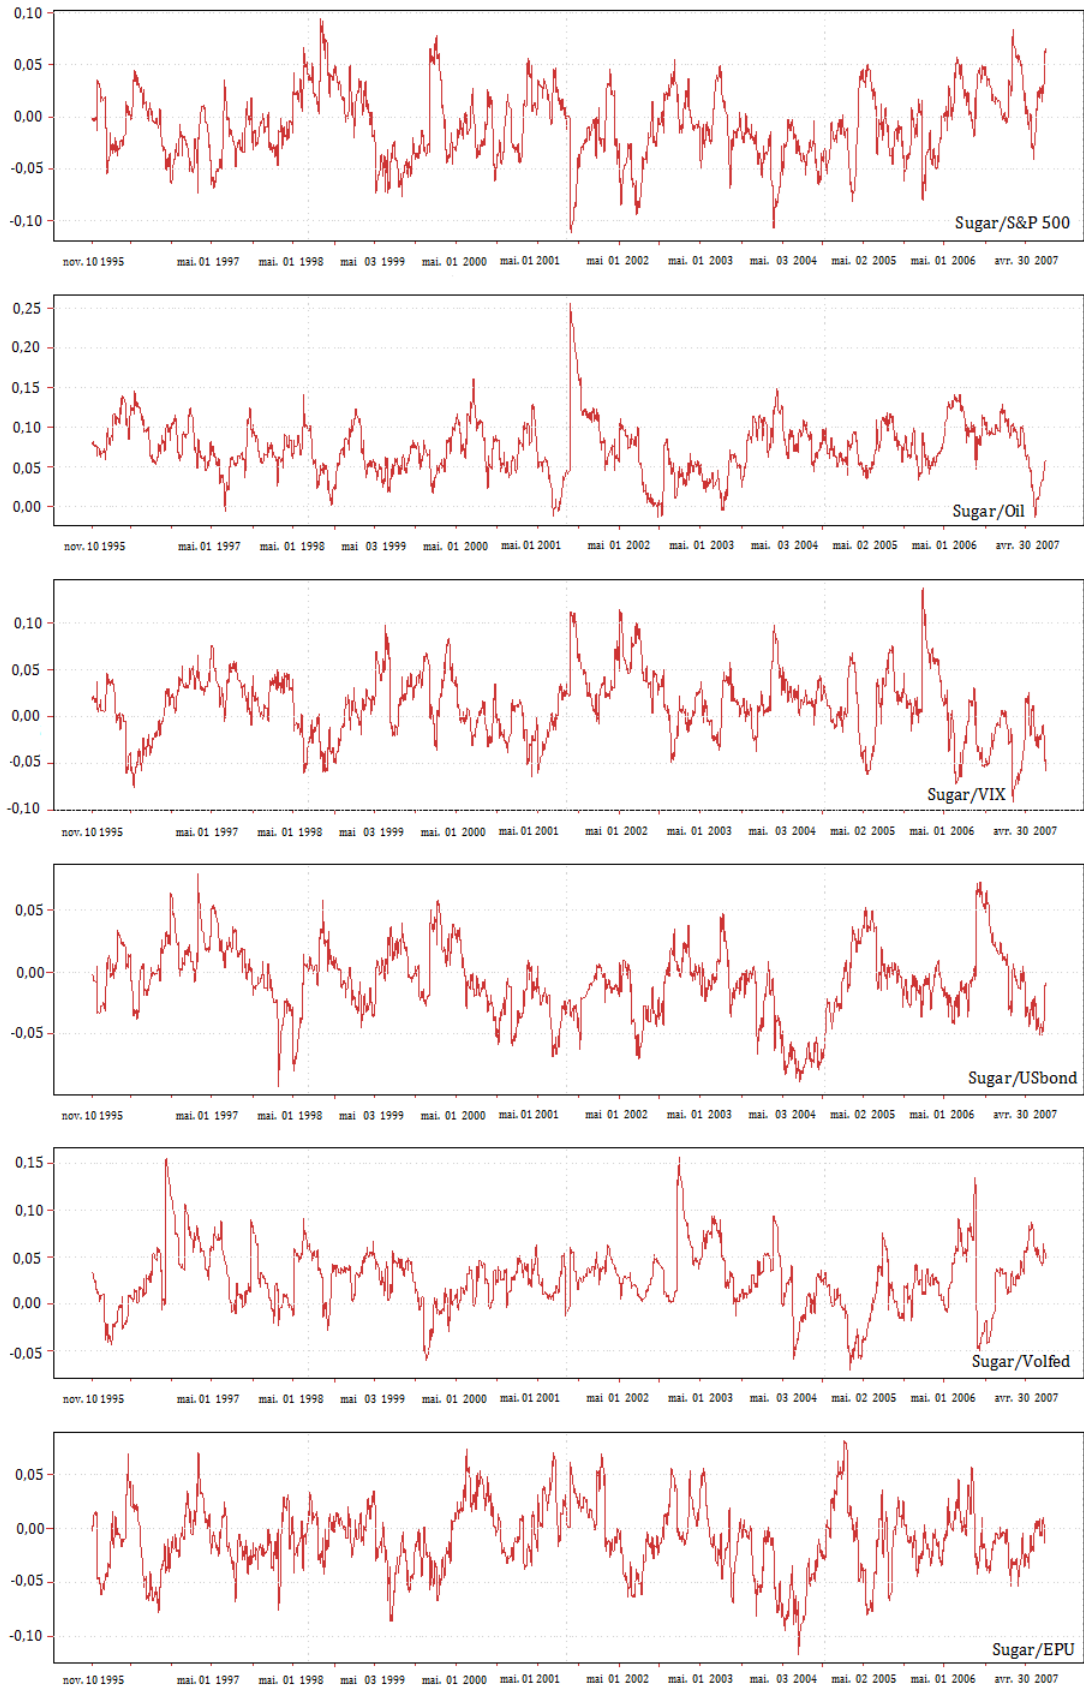 0,10
0,05
0,00
-0,05
-0,10
Sugar/S&P 500
nov. 10 1995 mai. 01 1997 mai. 01 1998 mai 03 1999 mai. 01 2000 mai. 01 2001 mai 01 2002 mai. 01 2003 mai. 03 2004 mai. 02 2005 mai. 01 2006 avr. 30 2007
0,25
0,20
0,15
0,10
0,05
0,00
Sugar/Oil
nov. 10 1995 mai. 01 1997 mai. 01 1998 mai 03 1999 mai. 01 2000 mai. 01 2001 mai 01 2002 mai. 01 2003 mai. 03 2004 mai. 02 2005 mai. 01 2006 avr. 30 2007
0,10
0,05
0,00
-0,05
-0,10
Sugar/VIX
nov. 10 1995 mai. 01 1997 mai. 01 1998 mai 03 1999 mai. 01 2000 mai. 01 2001 mai 01 2002 mai. 01 2003 mai. 03 2004 mai. 02 2005 mai. 01 2006 avr. 30 2007
0,05
0,00
-0,05
Sugar/USbond
nov. 10 1995 mai. 01 1997 mai. 01 1998 mai 03 1999 mai. 01 2000 mai. 01 2001 mai 01 2002 mai. 01 2003 mai. 03 2004 mai. 02 2005 mai. 01 2006 avr. 30 2007
0,15
0,10
0,05
0,00
-0,05
Sugar/Volfed
nov. 10 1995 mai. 01 1997 mai. 01 1998 mai 03 1999 mai. 01 2000 mai. 01 2001 mai 01 2002 mai. 01 2003 mai. 03 2004 mai. 02 2005 mai. 01 2006 avr. 30 2007
0,05
0,00
-0,05
-0,10
Sugar/EPU
nov. 10 1995 mai. 01 1997 mai. 01 1998 mai 03 1999 mai. 01 2000 mai. 01 2001 mai 01 2002 mai. 01 2003 mai. 03 2004 mai. 02 2005 mai. 01 2006 avr. 30 2007